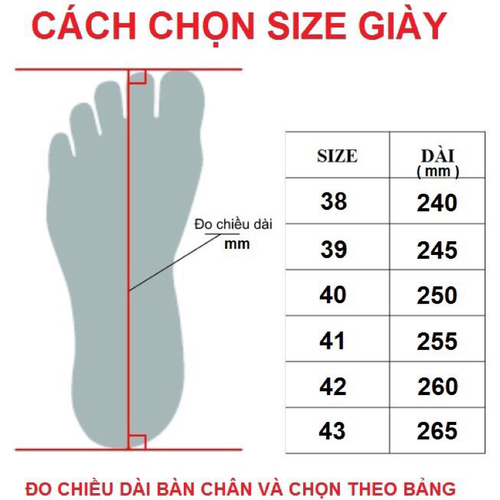 CÁCH CHỌN SIZE GIÀY
SIZE DÀI
( mm )
38 240
Đo chiều dài
mm
39 245
40 250
41 255
42 260
43 265
ĐO CHIỀU DÀI BÀN CHÂN VÀ CHỌN THEO BẢNG